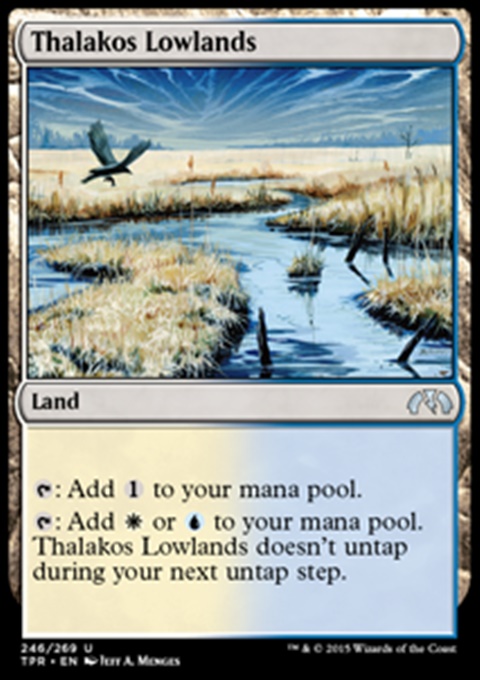 Thalakos Lowlands
Land
: Add 1 to your mana pool.
: Add or to your mana pool.
Thalakos Lowlands doesn't untap
during your next untap step.
246/269 U
TPR • EN Jeff A. Menges
™ & © 2015 Wizards of the Coast